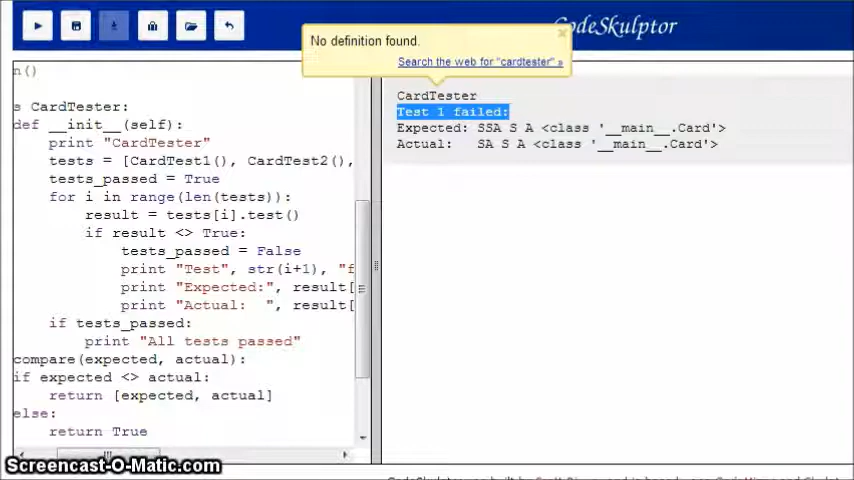 CodeSkulptor
No definition found.
Search the web for "cardtester" »
n()
s CardTester:
def __init__(self):
print "CardTester"
tests = [CardTest1(), CardTest2(),
tests_passed = True
for i in range(len(tests)):
result = tests[i].test()
if result <> True:
tests_passed = False
print "Test", str(i+1), "f
print "Expected:", result[
print "Actual:  ", result[
if tests_passed:
print "All tests passed"
compare(expected, actual):
if expected <> actual:
return [expected, actual]
else:
return True
CardTester
Test 1 failed:
Expected: SSA S A <class '__main__.Card'>
Actual:   SA S A <class '__main__.Card'>
Screencast-O-Matic.com